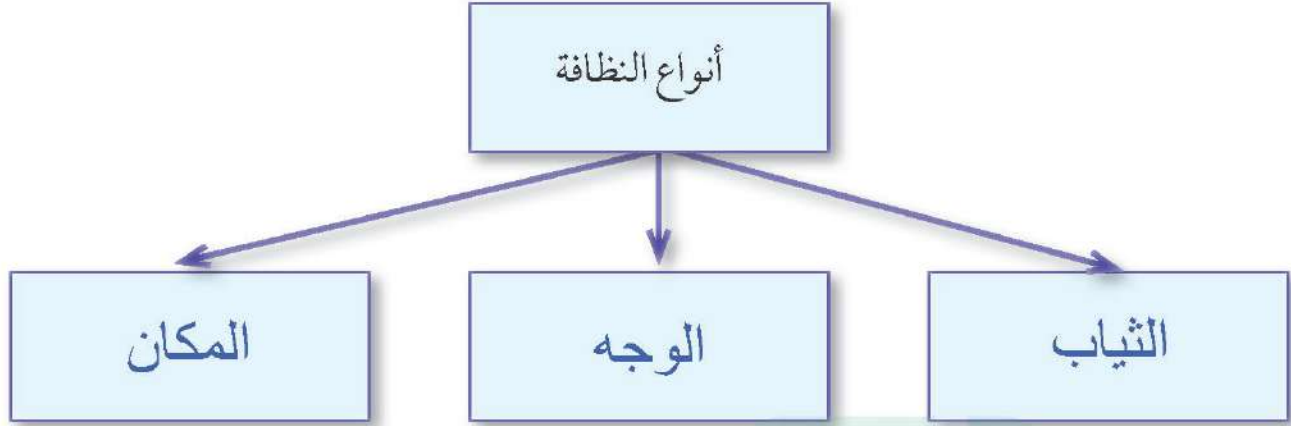 أنواع النظافة
الثياب
الوجه
المكان